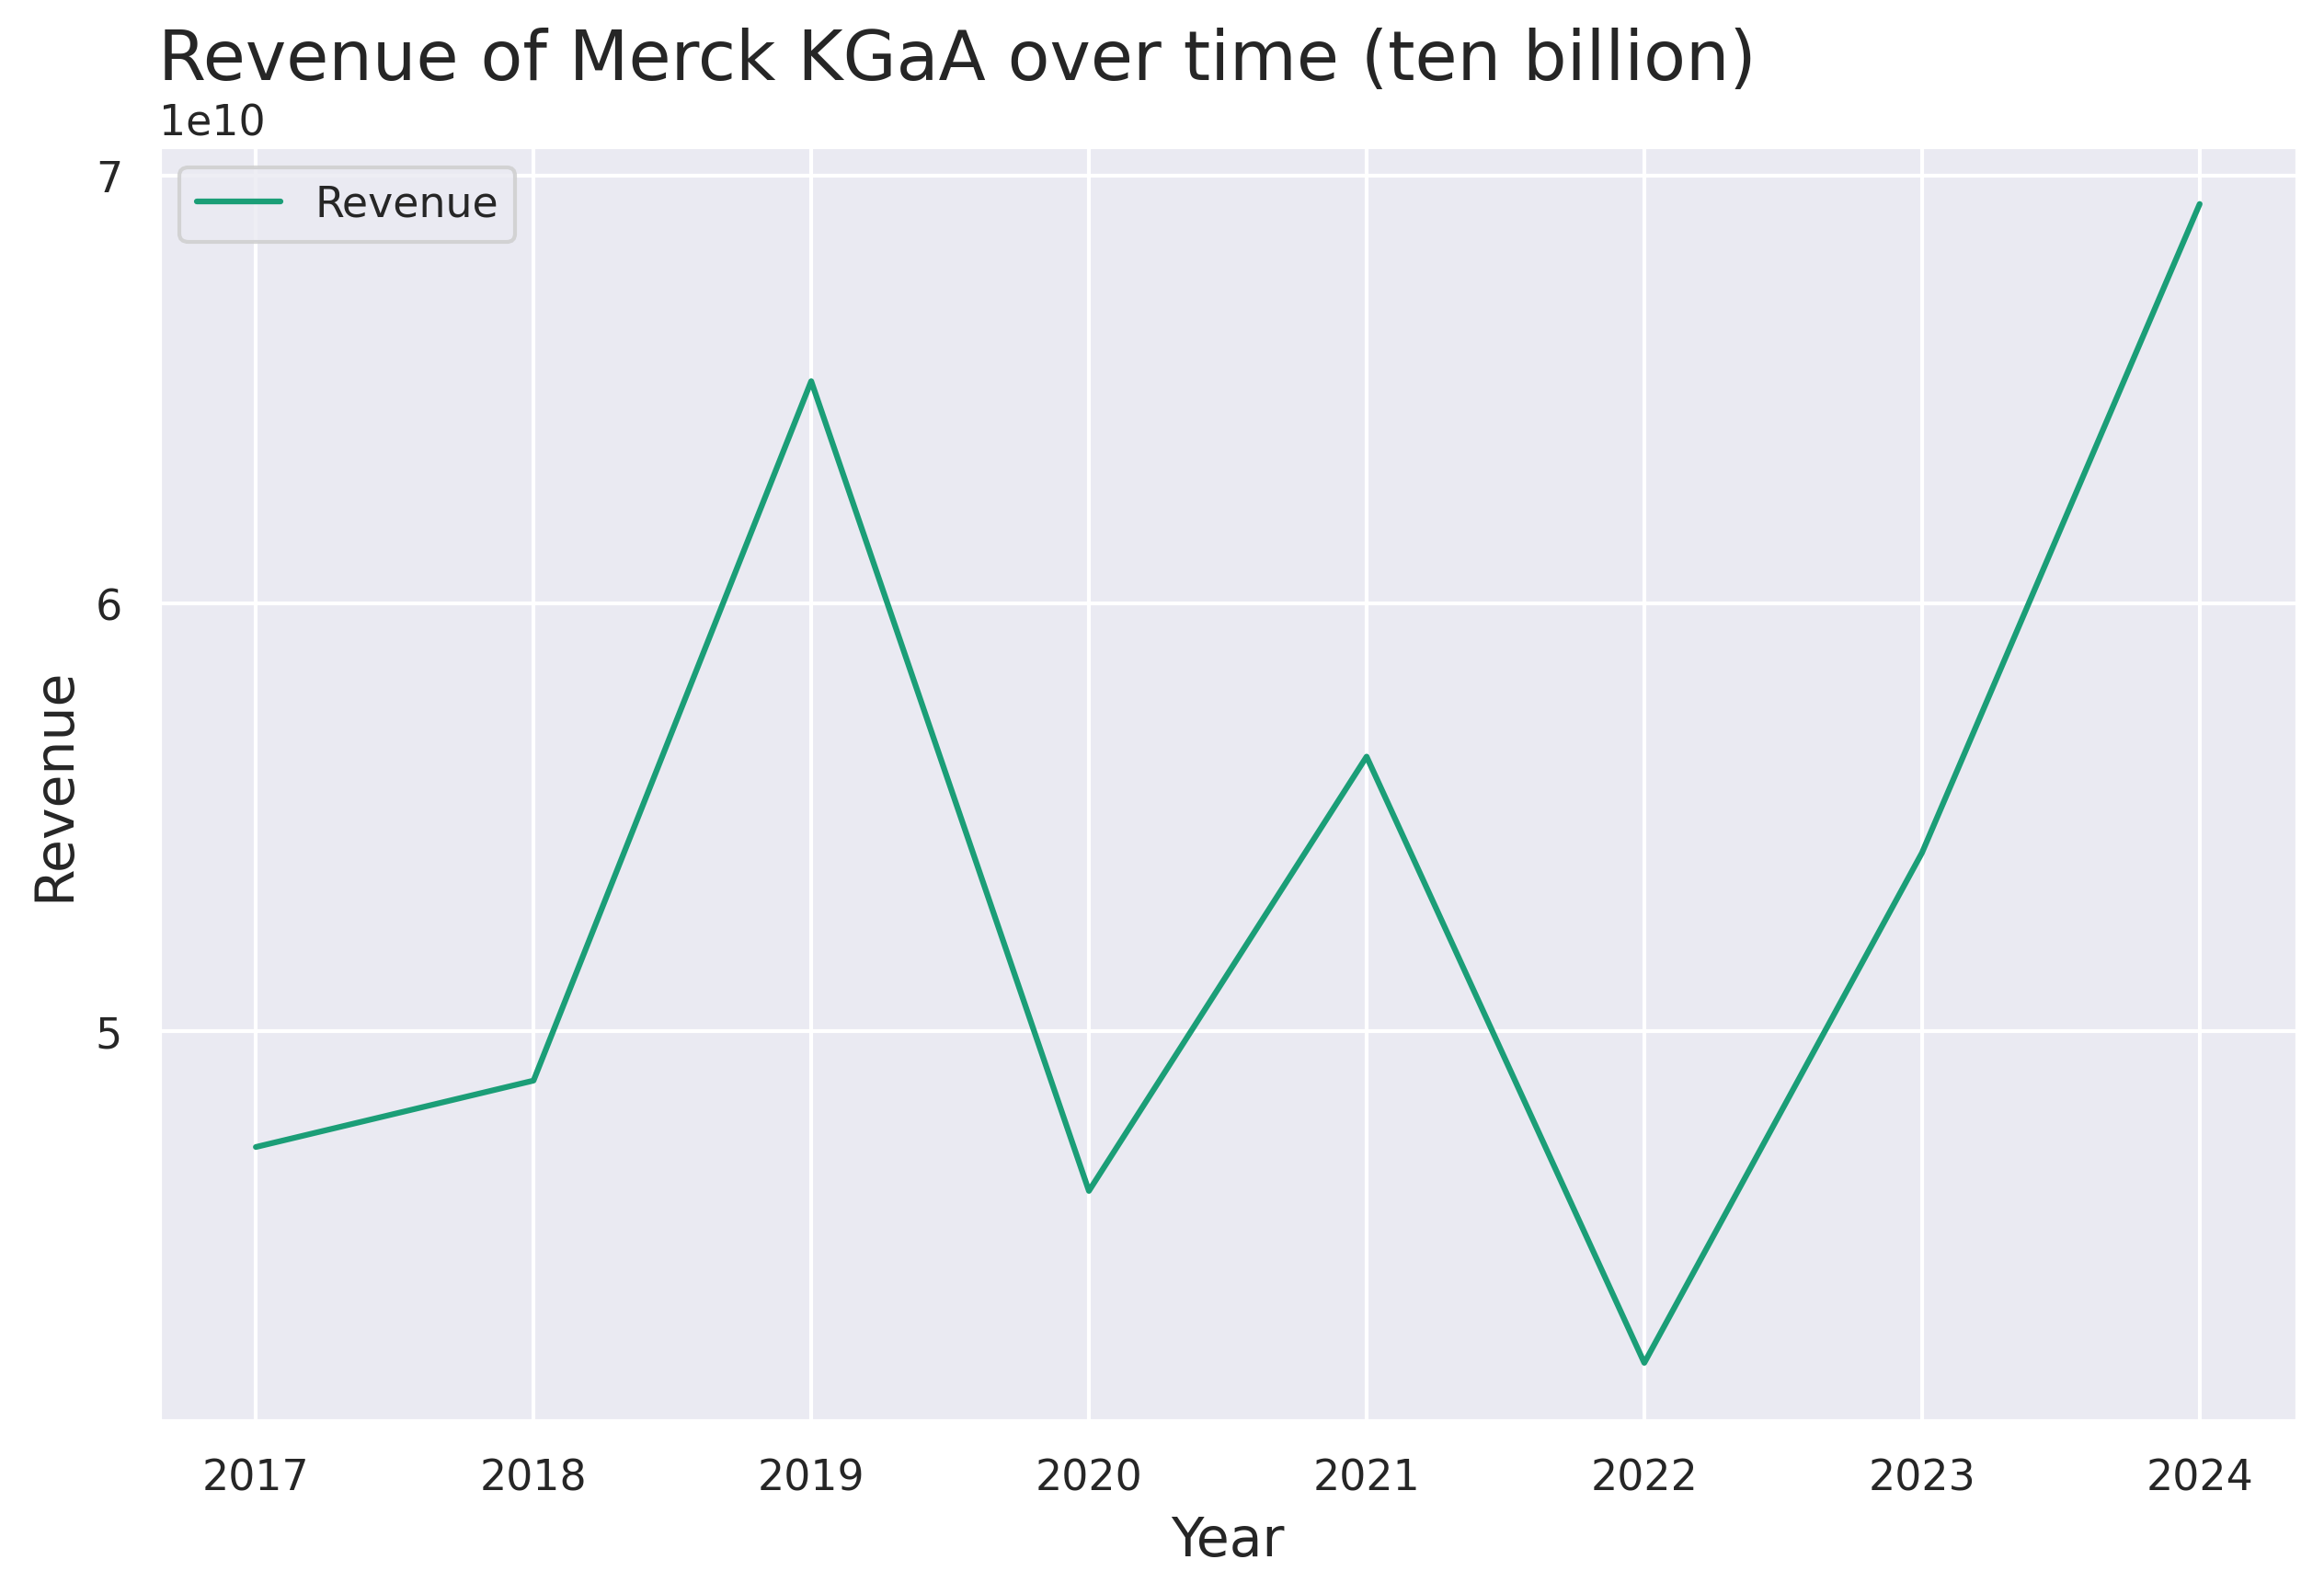 Revenue of Merck KGaA over time (ten billion)
1e10
7
Revenue
6
5
Revenue
2017 2018 2019 2020 2021 2022 2023 2024
Year